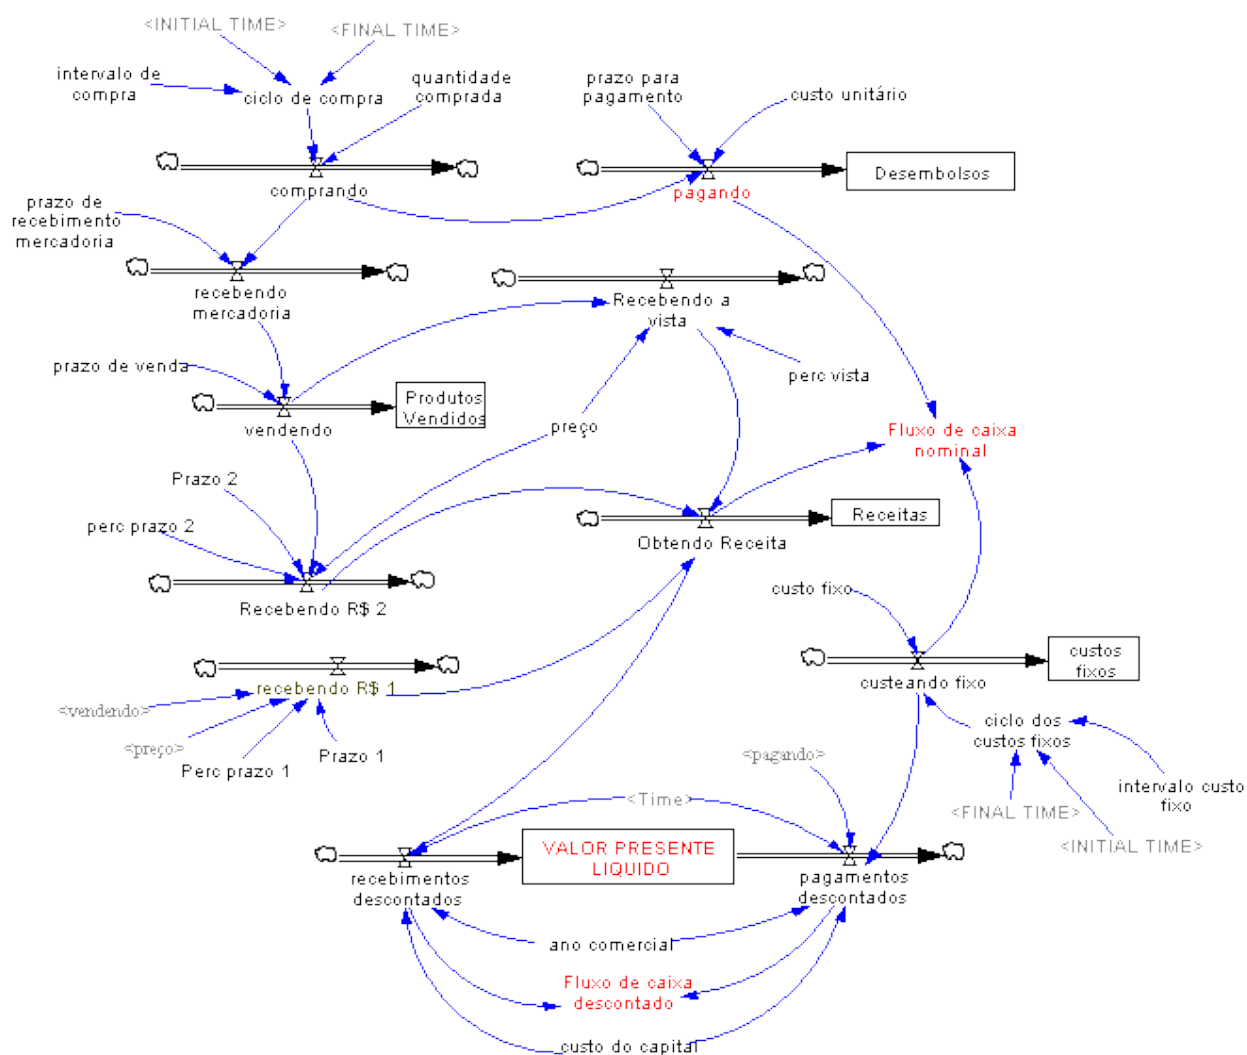 <INITIAL TIME>
<FINAL TIME>
intervalo de
compra
ciclo de compra
quantidade
comprada
prazo para
pagamento
custo unitário
comprando
pagando
Desembolsos
prazo de
recebimento
mercadoria
recebendo
mercadoria
Recebendo a
vista
prazo de venda
perc vista
Produtos
Vendidos
vendendo
preço
Fluxo de caixa
nominal
Prazo 2
perc prazo 2
Receitas
Obtendo Receita
Recebendo R$ 2
custo fixo
custos
fixos
custeando fixo
recebendo R$ 1
<vendendo>
<preço>
Perc prazo 1
Prazo 1
ciclo dos
custos fixos
<pagando>
intervalo custo
fixo
<Time>
<FINAL TIME>
<INITIAL TIME>
VALOR PRESENTE
LIQUIDO
recebimentos
descontados
pagamentos
descontados
ano comercial
Fluxo de caixa
descontado
custo do capital